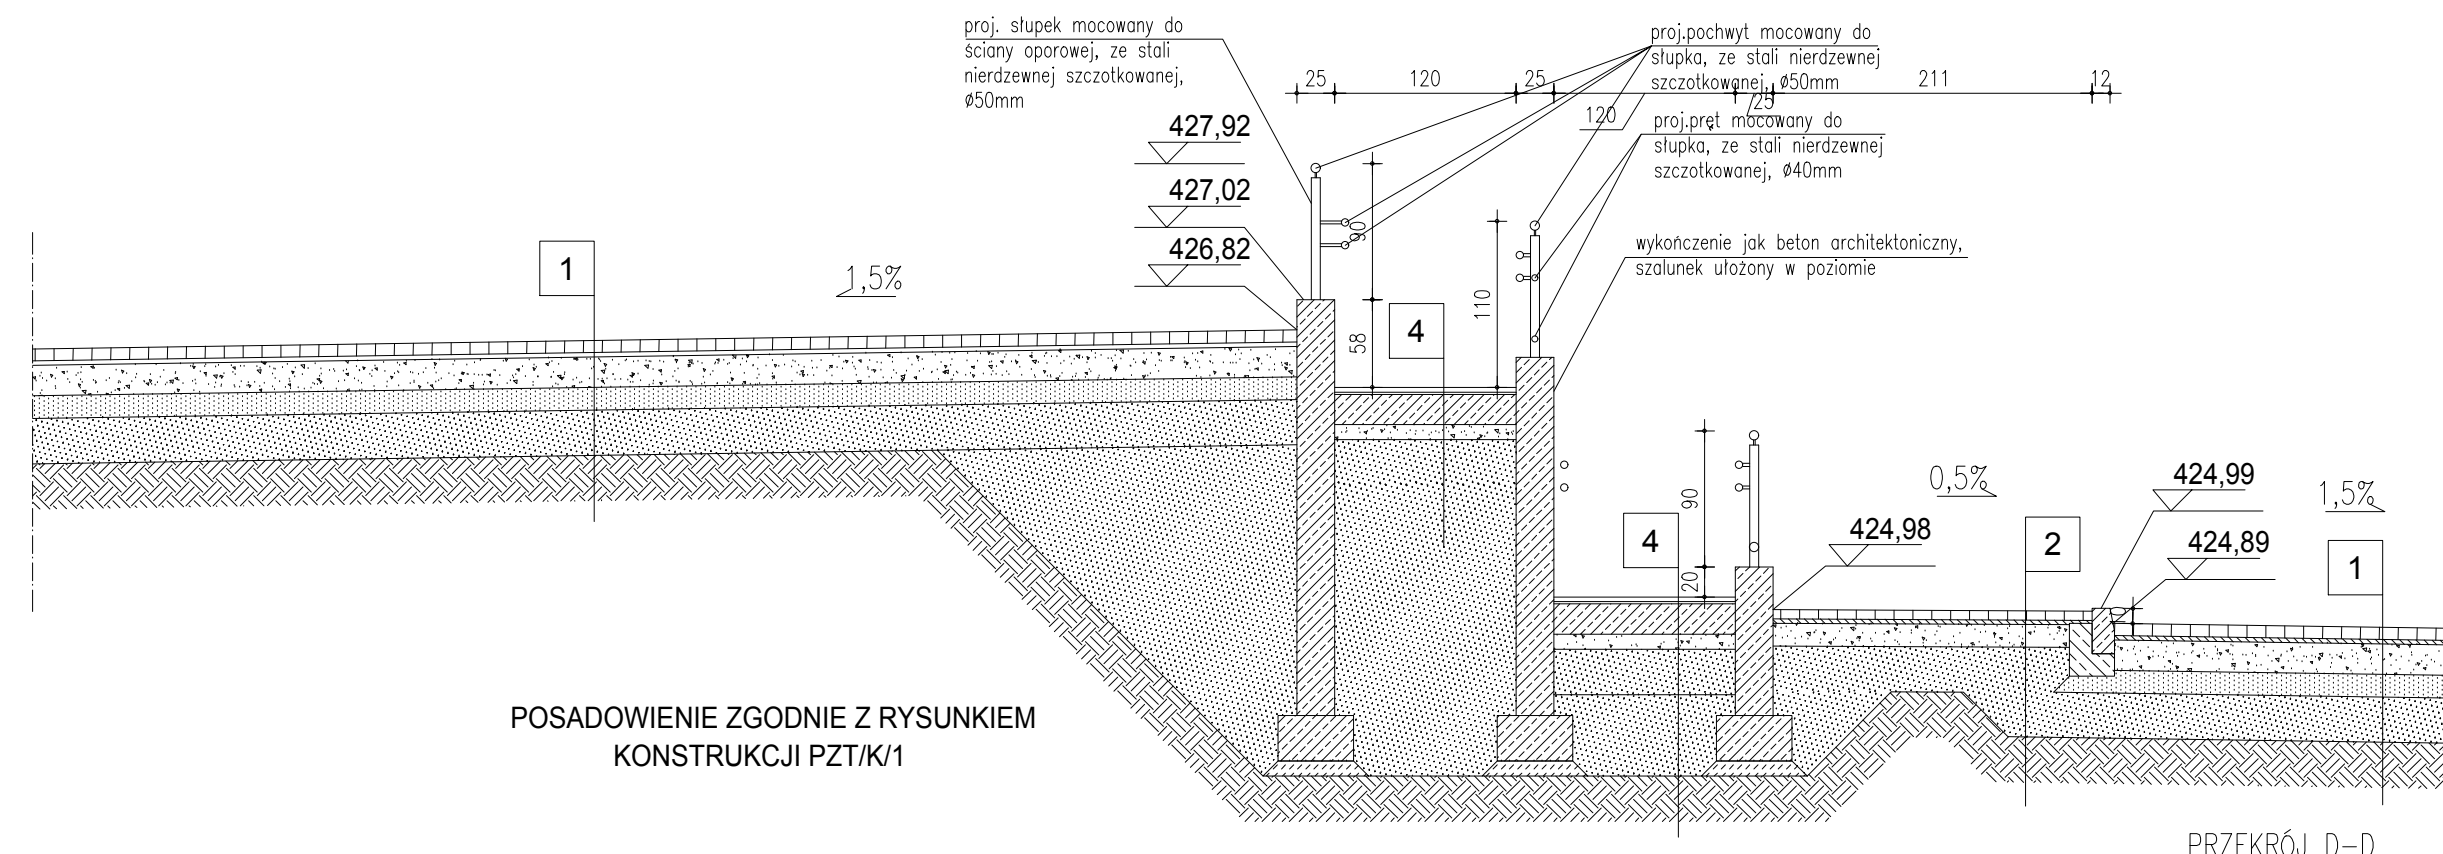 proj. słupek mocowany do
ściany oporowej, ze stali
nierdzewnej szczotkowanej,
ø50mm
proj.pochwyt mocowany do
słupka, ze stali nierdzewnej
szczotkowanej, ø50mm
25
120
25
120
25
211
12
proj.pręt mocowany do
słupka, ze stali nierdzewnej
szczotkowanej, ø40mm
427,92
427,02
426,82
wykończenie jak beton architektoniczny,
szalunek ułożony w poziomie
1
1,5%
90
58
110
4
90
20
4
424,98
0,5%
2
424,99
424,89
1,5%
1
POSADOWIENIE ZGODNIE Z RYSUNKIEM
KONSTRUKCJI PZT/K/1
PRZEKRÓJ D-D